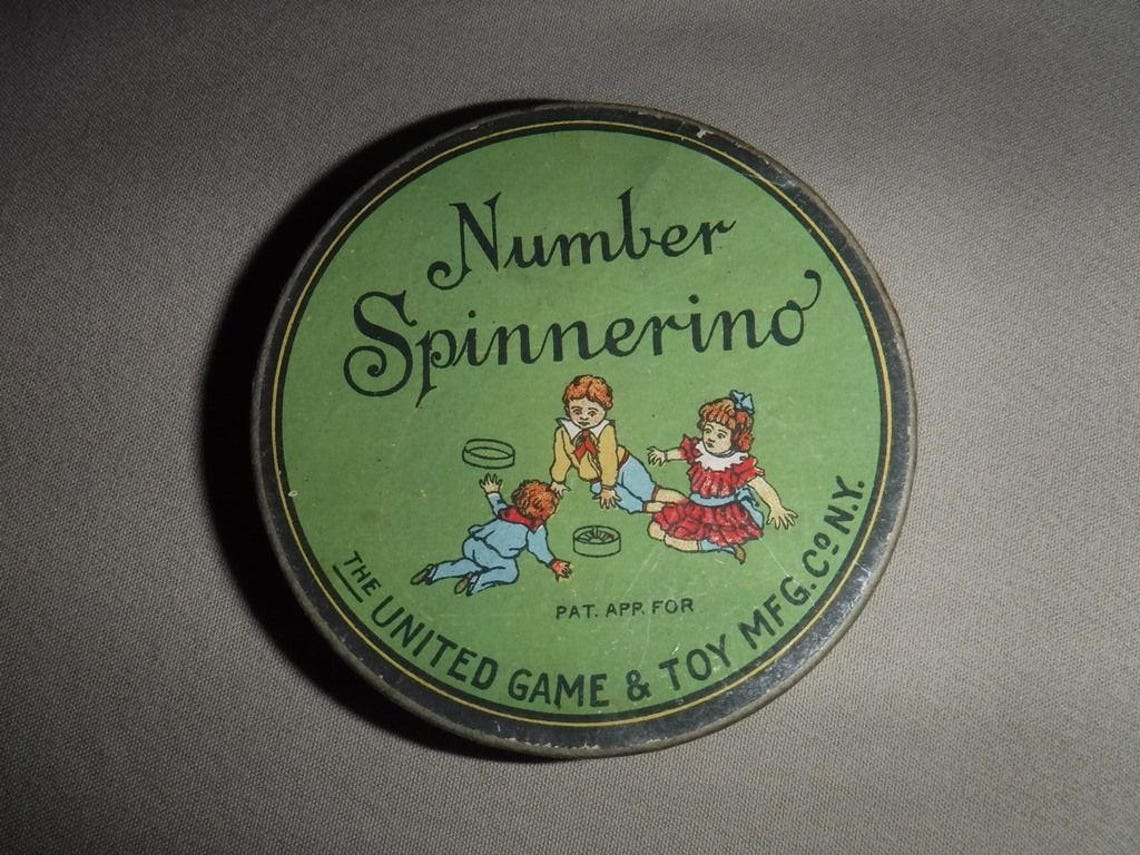 Number
Spinnerino
PAT. APP. FOR
THE UNITED GAME & TOY MFG. Cº N.Y.